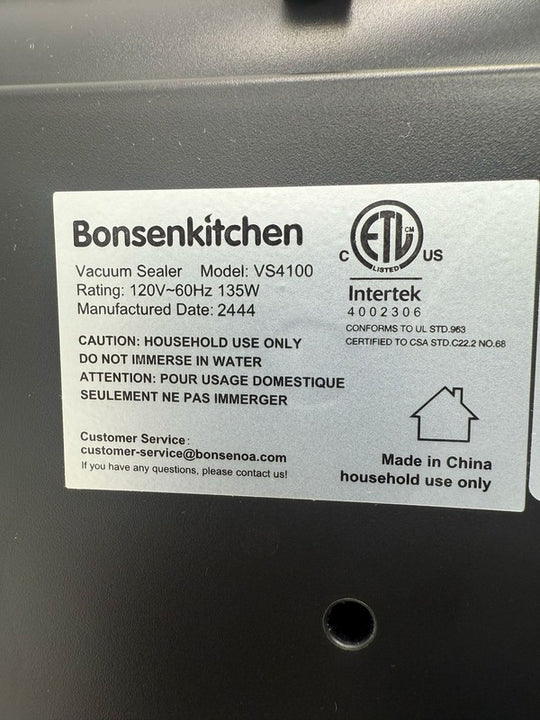 Bonsenkitchen
Vacuum Sealer Model: VS4100
Rating: 120V~60Hz 135W
Manufactured Date: 2444
CAUTION: HOUSEHOLD USE ONLY
DO NOT IMMERSE IN WATER
ATTENTION: POUR USAGE DOMESTIQUE
SEULEMENT NE PAS IMMERGER
Customer Service:
customer-service@bonsenoa.com
If you have any questions, please contact us!
ETL CM
C US
LISTED
Intertek
4002306
CONFORMS TO UL STD.963
CERTIFIED TO CSA STD.C22.2 NO.68
Made in China
household use only